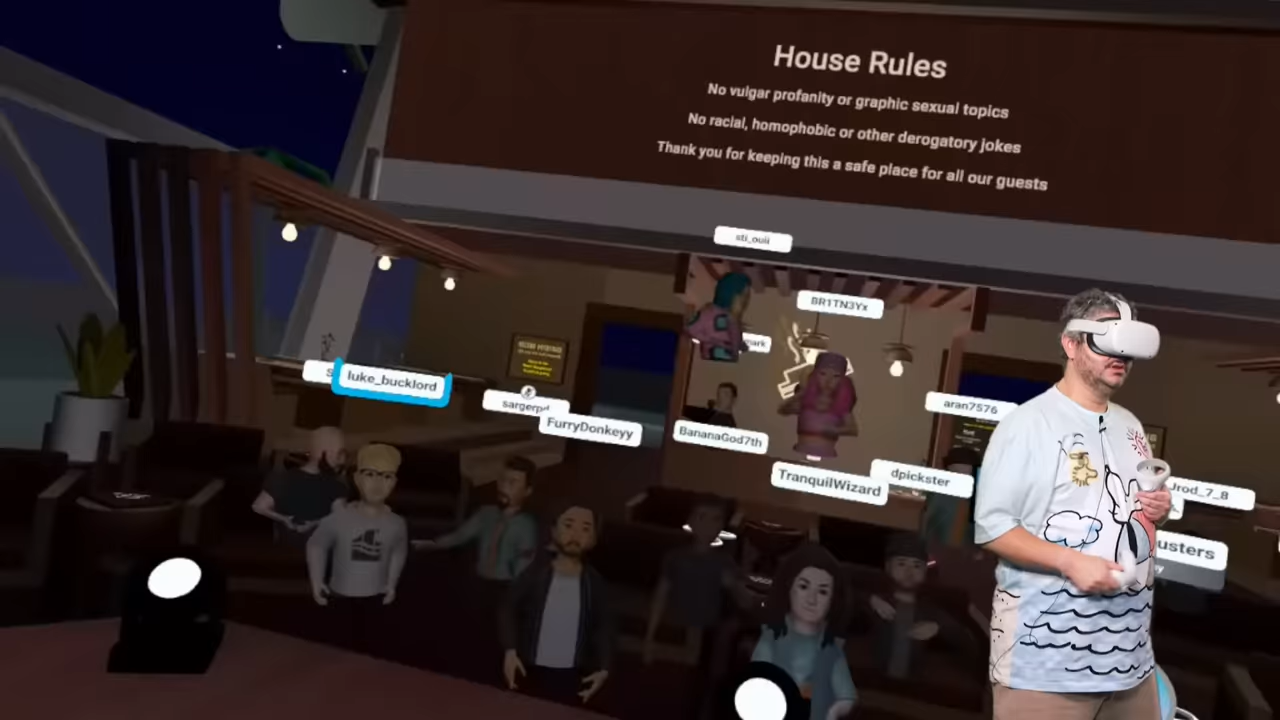 House Rules
No vulgar profanity or graphic sexual topics
No racial, homophobic or other derogatory jokes
Thank you for keeping this a safe place for all our guests
sti_ouii
BR1TN3Yx
luke_bucklord
FurryDonkeyy
BananaGod7th
aran7576
TranquilWizard
dpickster
Jrod_7_8
usters